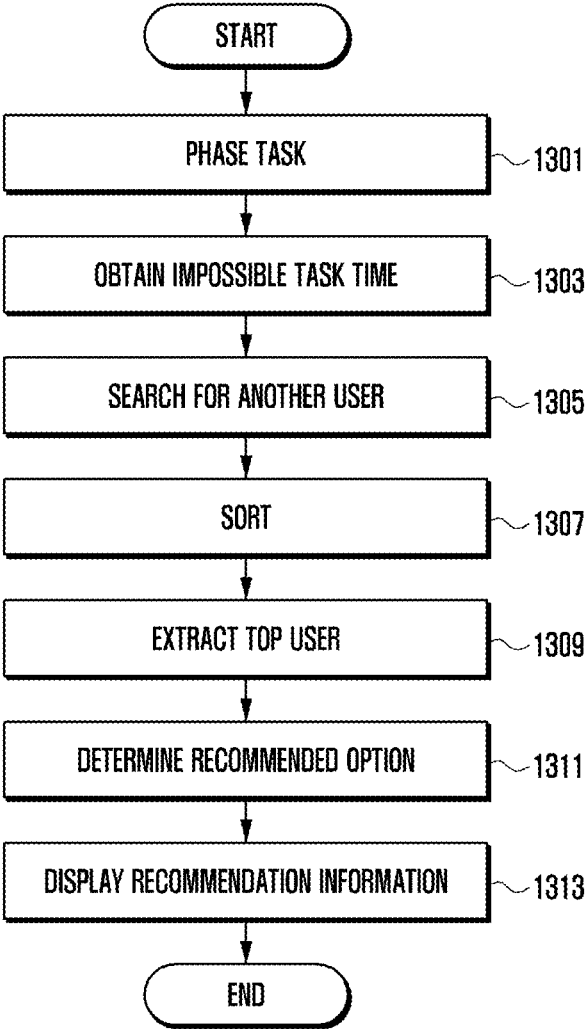 START
PHASE TASK
1301
OBTAIN IMPOSSIBLE TASK TIME
1303
SEARCH FOR ANOTHER USER
1305
SORT
1307
EXTRACT TOP USER
1309
DETERMINE RECOMMENDED OPTION
1311
DISPLAY RECOMMENDATION INFORMATION
1313
END